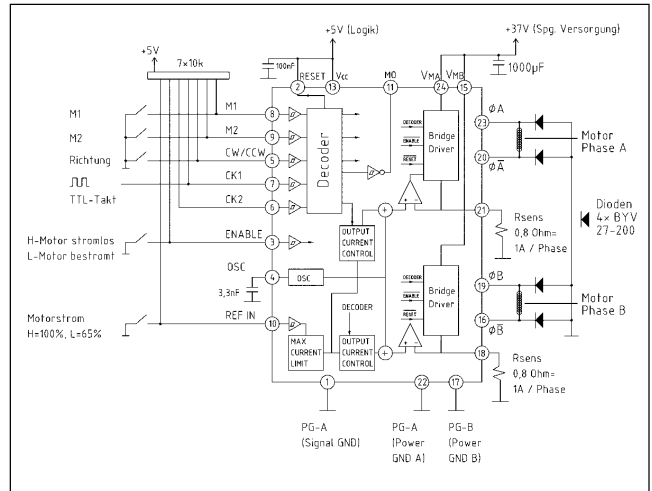 +5V (Logik)
+37V (Spg. Versorgung)
+5V
7×10k
100nF
1000µF
RESET
Vcc
MO
VMA
VMB
2
13
11
24
15
M1
8
M1
M2
9
M2
Richtung
5
CW/CCW
TTL-Takt
7
CK1
6
CK2
Decoder
H-Motor stromlos
L-Motor bestromt
3
ENABLE
OSC
4
OSC
3,3nF
Motorstrom
H=100%, L=65%
REF IN
10
MAX
CURRENT
LIMIT
OUTPUT
CURRENT
CONTROL
DECODER
OUTPUT
CURRENT
CONTROL
DECODER
ENABLE
RESET
Bridge
Driver
DECODER
ENABLE
RESET
Bridge
Driver
ØA
23
20
ØA̅
Motor
Phase A
21
Rsens
0,8 Ohm=
1A / Phase
Dioden
4× BYV
27-200
ØB
19
16
ØB̅
Motor
Phase B
18
Rsens
0,8 Ohm=
1A / Phase
1
22
17
PG-A
(Signal GND)
PG-A
(Power
GND A)
PG-B
(Power
GND B)